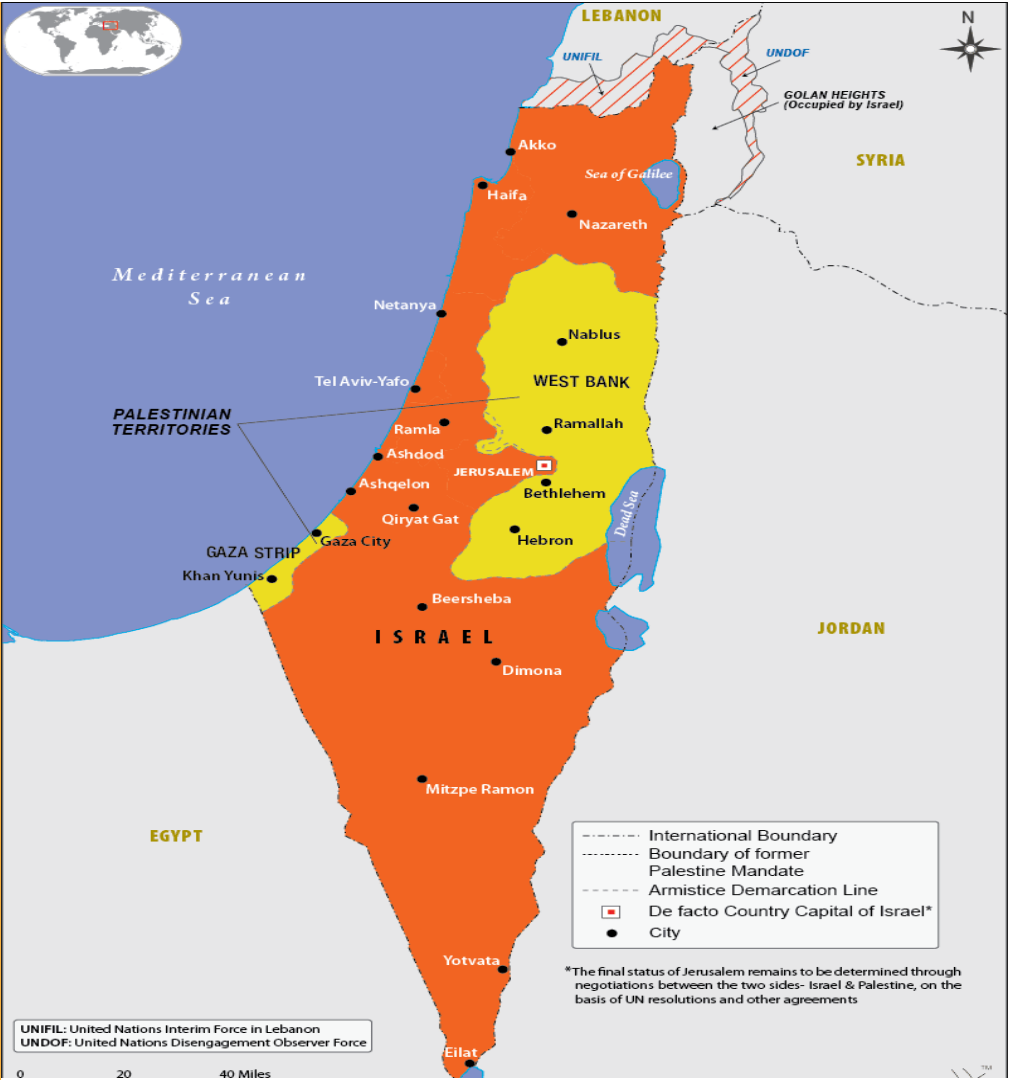 LEBANON
N
UNIFIL
UNDOF
GOLAN HEIGHTS
(Occupied by Israel)
Akko
SYRIA
Sea of Galilee
Haifa
Nazareth
Mediterranean
Sea
Netanya
Nablus
Tel Aviv-Yafo
WEST BANK
PALESTINIAN
TERRITORIES
Ramla
Ramallah
Ashdod
JERUSALEM
Ashqelon
Bethlehem
Dead Sea
Qiryat Gat
Gaza City
Hebron
GAZA STRIP
Khan Yunis
Beersheba
ISRAEL
JORDAN
Dimona
Mitzpe Ramon
EGYPT
International Boundary
Boundary of former
Palestine Mandate
Armistice Demarcation Line
De facto Country Capital of Israel*
City
Yotvata
*The final status of Jerusalem remains to be determined through
negotiations between the two sides- Israel & Palestine, on the
basis of UN resolutions and other agreements
UNIFIL: United Nations Interim Force in Lebanon
UNDOF: United Nations Disengagement Observer Force
Eilat
0 20 40 Miles
TM